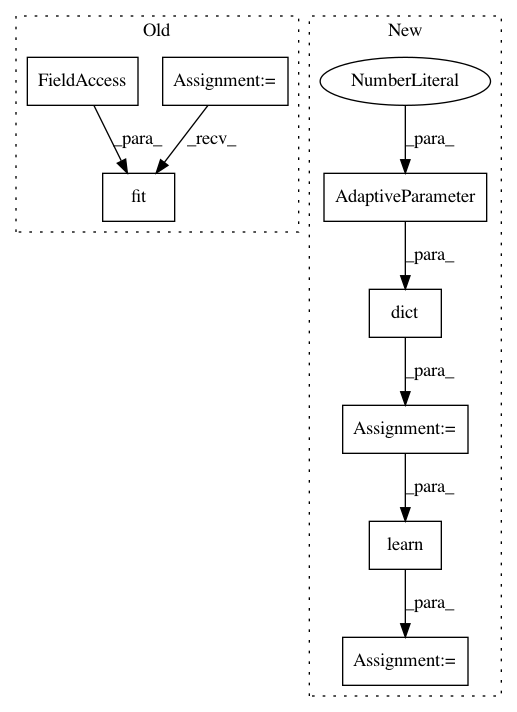 Old
New
FieldAccess
Assignment:=
NumberLiteral
_para_
_recv_
_para_
fit
AdaptiveParameter
_para_
dict
_para_
Assignment:=
_para_
learn
_para_
Assignment:=